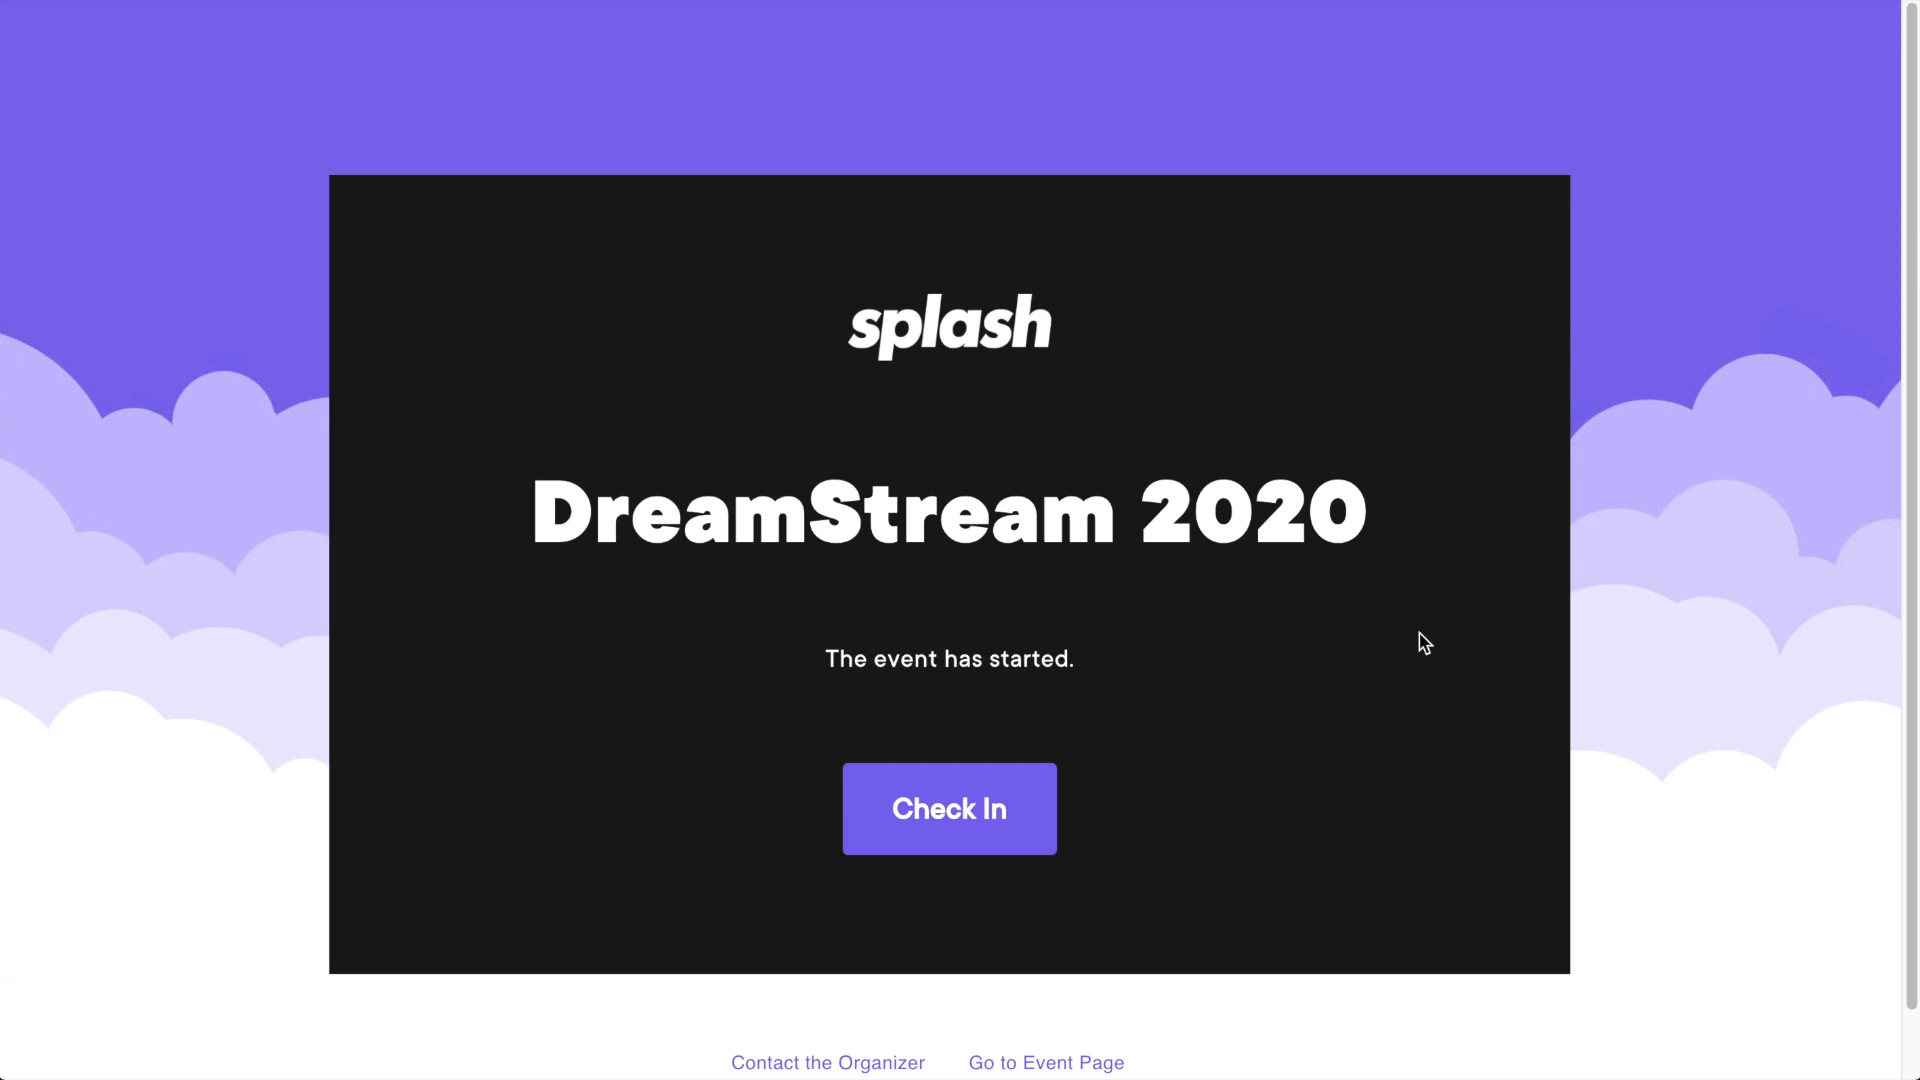 splash
DreamStream 2020
The event has started.
Check In
Contact the Organizer
Go to Event Page